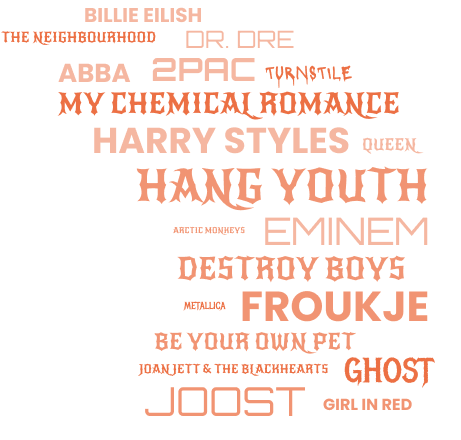 BILLIE EILISH
THE NEIGHBOURHOOD DR. DRE
ABBA 2PAC TURNSTILE
MY CHEMICAL ROMANCE
HARRY STYLES QUEEN
HANG YOUTH
ARCTIC MONKEYS EMINEM
DESTROY BOYS
METALLICA FROUKJE
BE YOUR OWN PET
JOAN JETT & THE BLACKHEARTS GHOST
JOOST GIRL IN RED